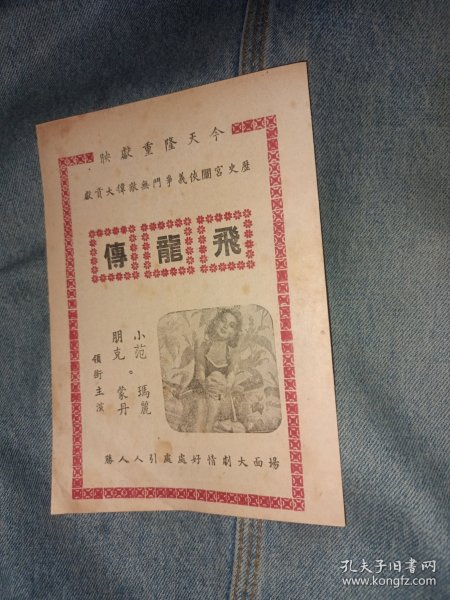 今天隆重獻映
歷史宮闈俠義爭鬥無敵偉大貢獻
飛龍傳
小范 瑪麗
朋克。蒙丹
領銜主演
場面大劇情好處處引人人勝
孔夫子旧书网
www.kongfz.com